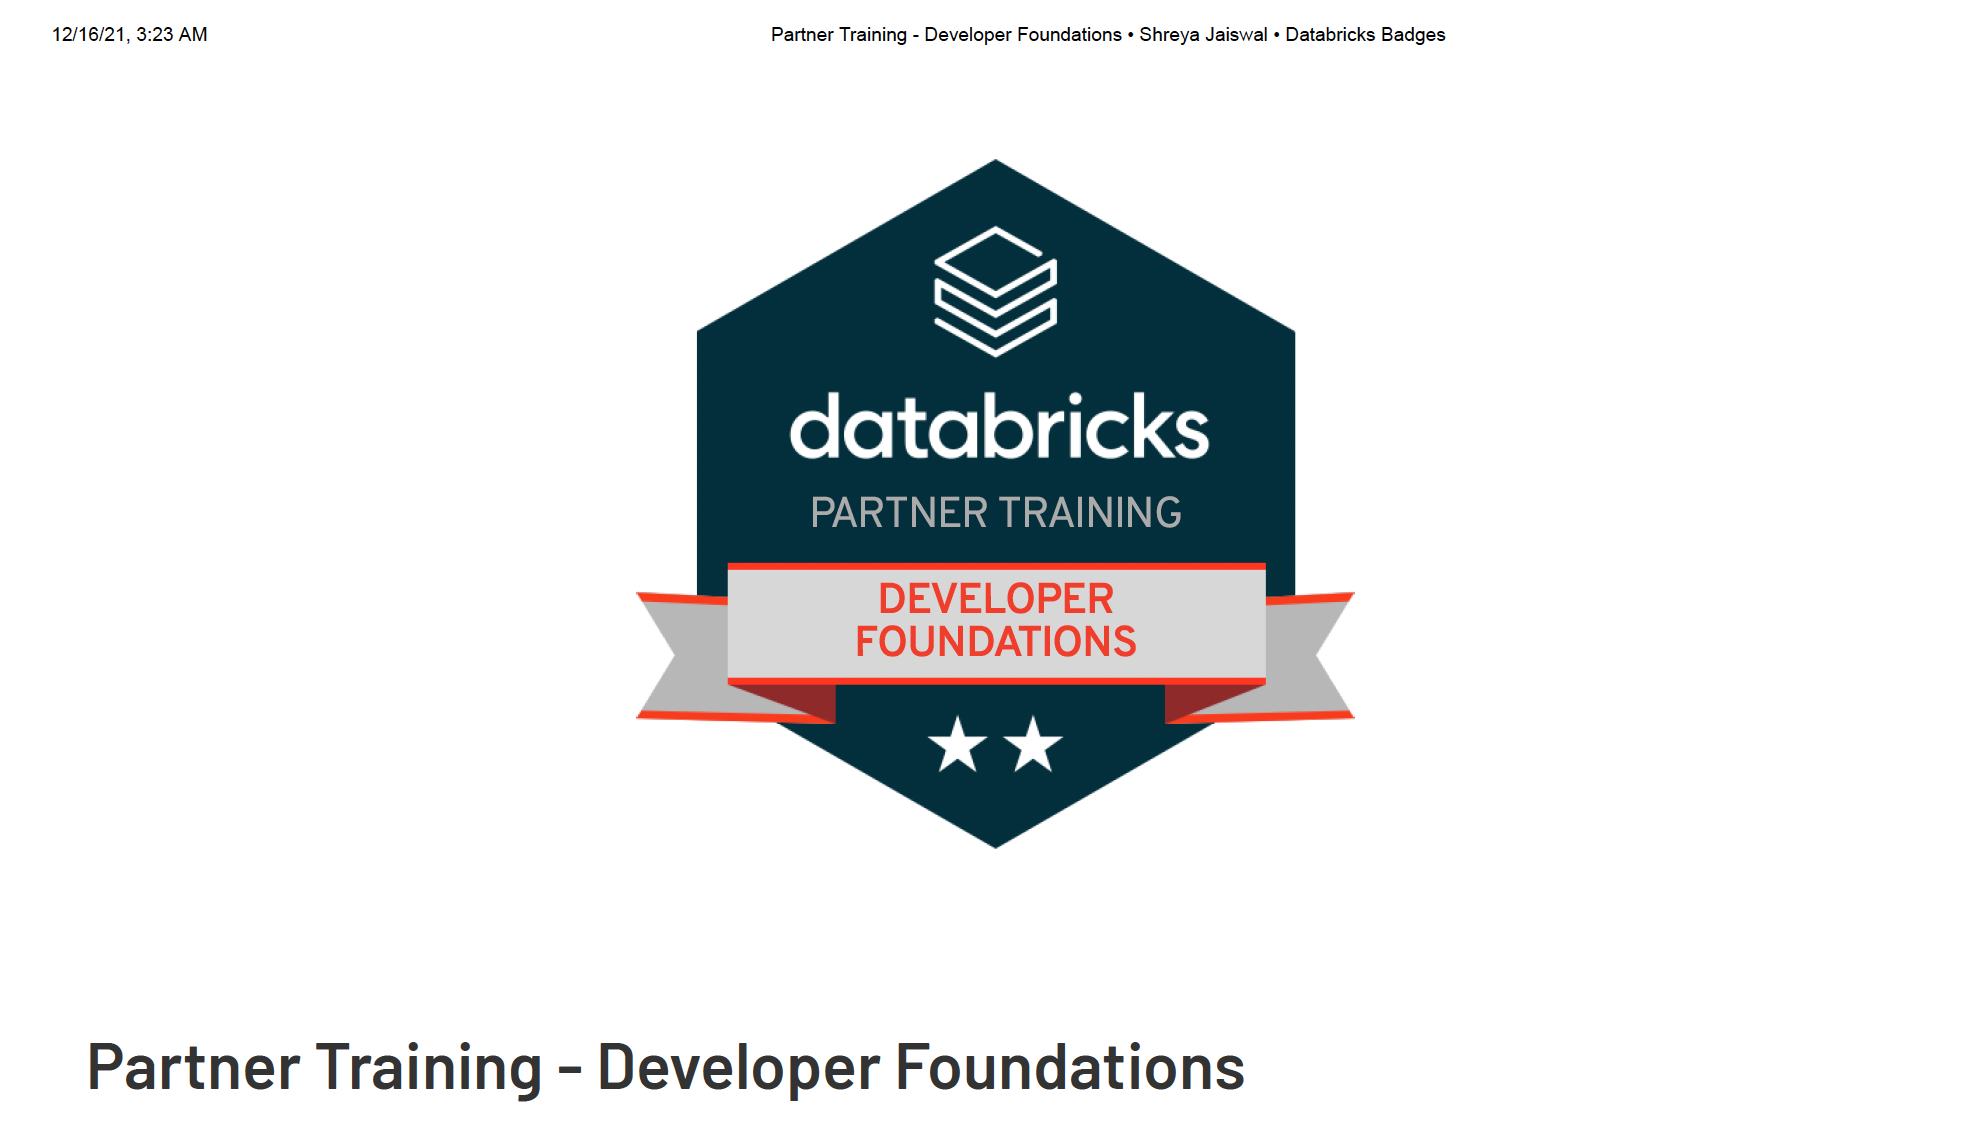 12/16/21, 3:23 AM
Partner Training - Developer Foundations • Shreya Jaiswal • Databricks Badges
databricks
PARTNER TRAINING
DEVELOPER
FOUNDATIONS
Partner Training - Developer Foundations